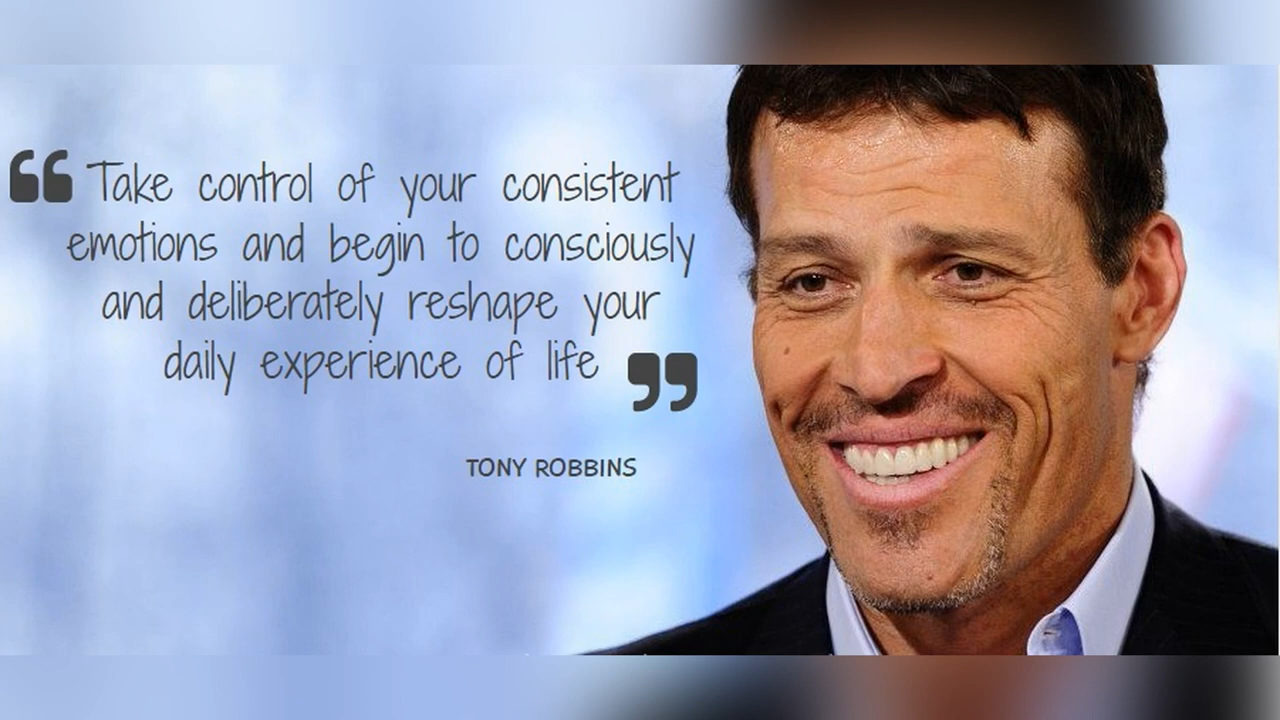 “Take control of your consistent
emotions and begin to consciously
and deliberately reshape your
daily experience of life”
TONY ROBBINS